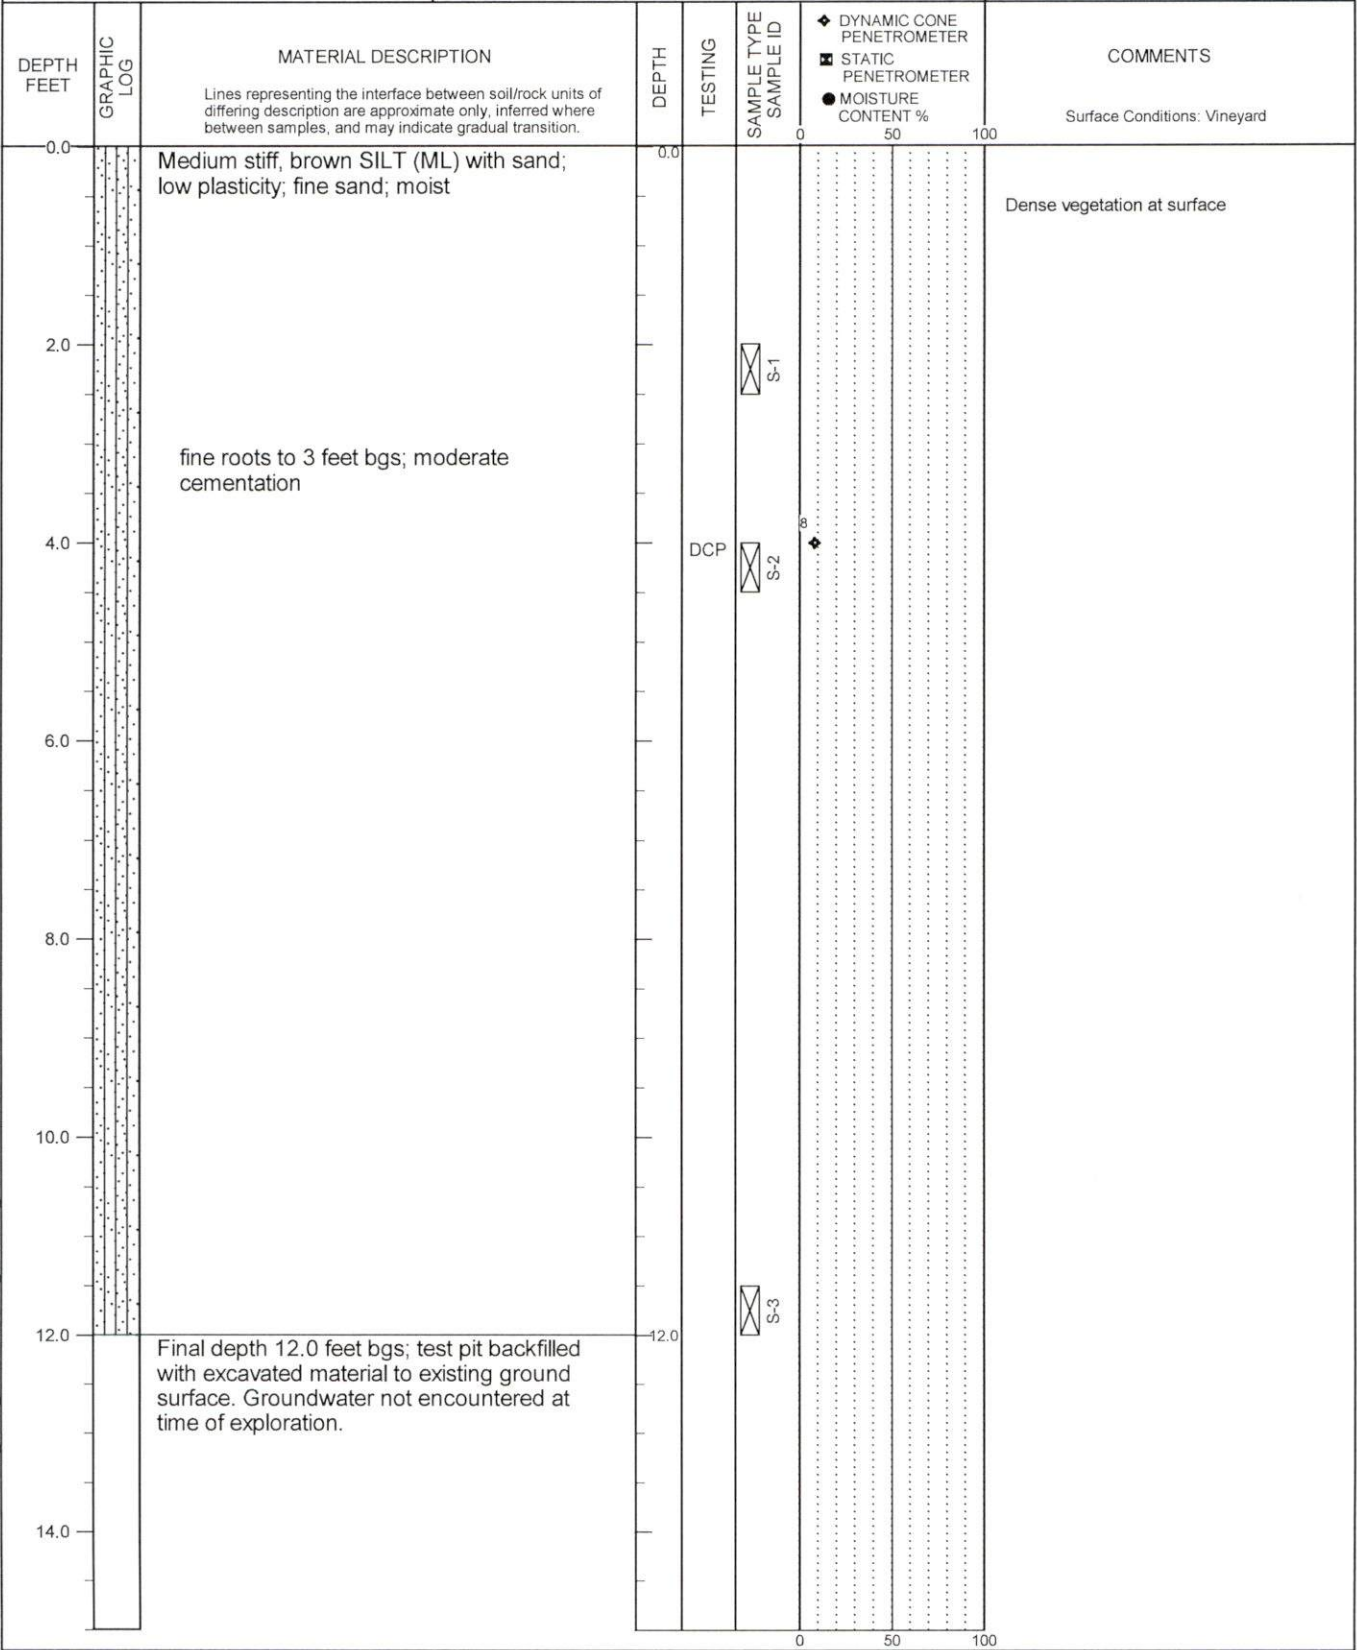 DEPTH
FEET
GRAPHIC
LOG
MATERIAL DESCRIPTION
Lines representing the interface between soil/rock units of
differing description are approximate only, inferred where
between samples, and may indicate gradual transition.
DEPTH
TESTING
SAMPLE TYPE
SAMPLE ID
DYNAMIC CONE
PENETROMETER
STATIC
PENETROMETER
MOISTURE
CONTENT %
0 50 100
COMMENTS
Surface Conditions: Vineyard
0.0
Medium stiff, brown SILT (ML) with sand;
low plasticity; fine sand; moist
0.0
Dense vegetation at surface
2.0
S-1
fine roots to 3 feet bgs; moderate
cementation
8
4.0
DCP
S-2
6.0
8.0
10.0
S-3
12.0
12.0
Final depth 12.0 feet bgs; test pit backfilled
with excavated material to existing ground
surface. Groundwater not encountered at
time of exploration.
14.0
0 50 100